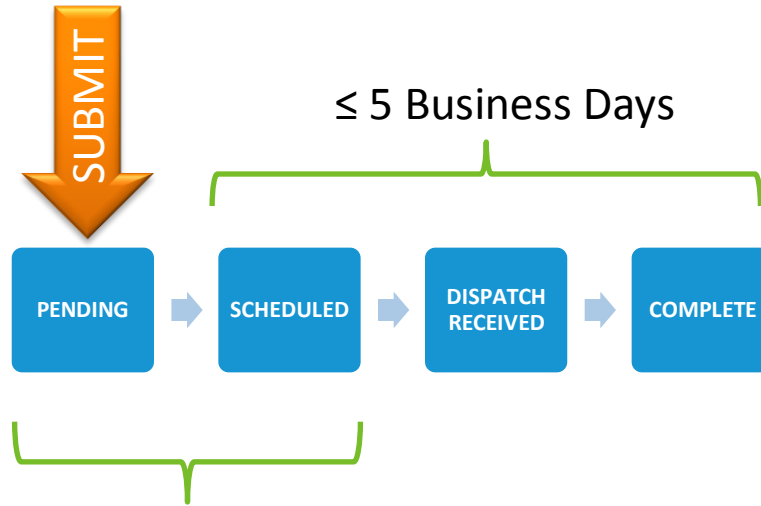 SUBMIT
≤ 5 Business Days
PENDING
SCHEDULED
DISPATCH
RECEIVED
COMPLETE